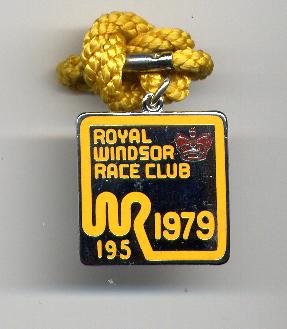 ROYAL
WINDSOR
RACE CLUB
WR 1979
195